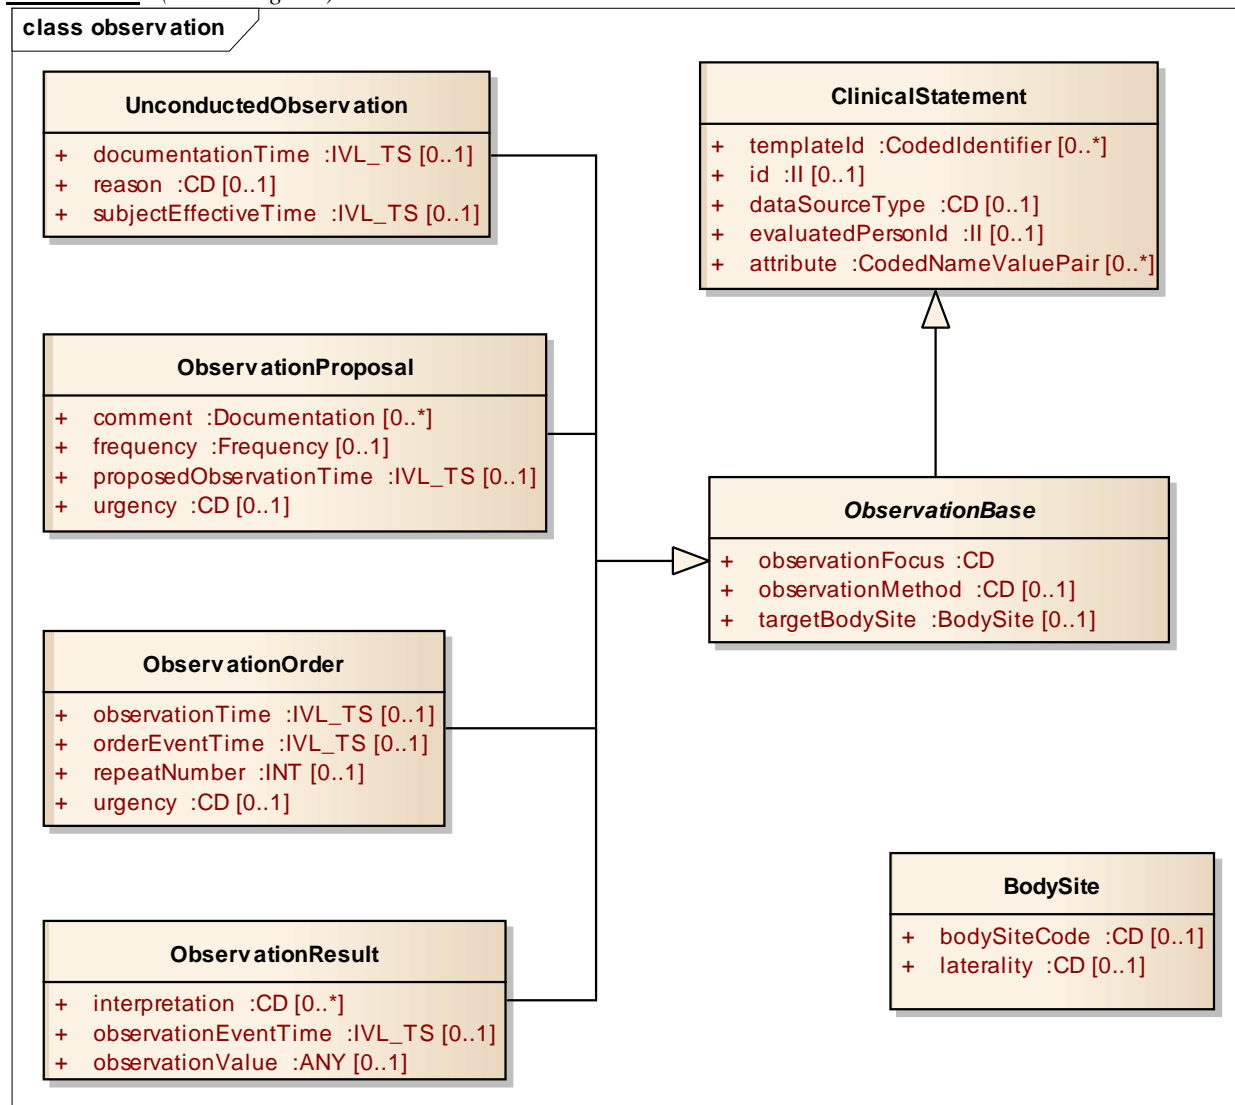 class observation
UnconductedObservation
+ documentationTime :IVL_TS [0..1]
+ reason :CD [0..1]
+ subjectEffectiveTime :IVL_TS [0..1]
ClinicalStatement
+ templateId :CodedIdentifier [0..*]
+ id :II [0..1]
+ dataSourceType :CD [0..1]
+ evaluatedPersonId :II [0..1]
+ attribute :CodedNameValuePair [0..*]
ObservationProposal
+ comment :Documentation [0..*]
+ frequency :Frequency [0..1]
+ proposedObservationTime :IVL_TS [0..1]
+ urgency :CD [0..1]
ObservationBase
+ observationFocus :CD
+ observationMethod :CD [0..1]
+ targetBodySite :BodySite [0..1]
ObservationOrder
+ observationTime :IVL_TS [0..1]
+ orderEventTime :IVL_TS [0..1]
+ repeatNumber :INT [0..1]
+ urgency :CD [0..1]
BodySite
+ bodySiteCode :CD [0..1]
+ laterality :CD [0..1]
ObservationResult
+ interpretation :CD [0..*]
+ observationEventTime :IVL_TS [0..1]
+ observationValue :ANY [0..1]